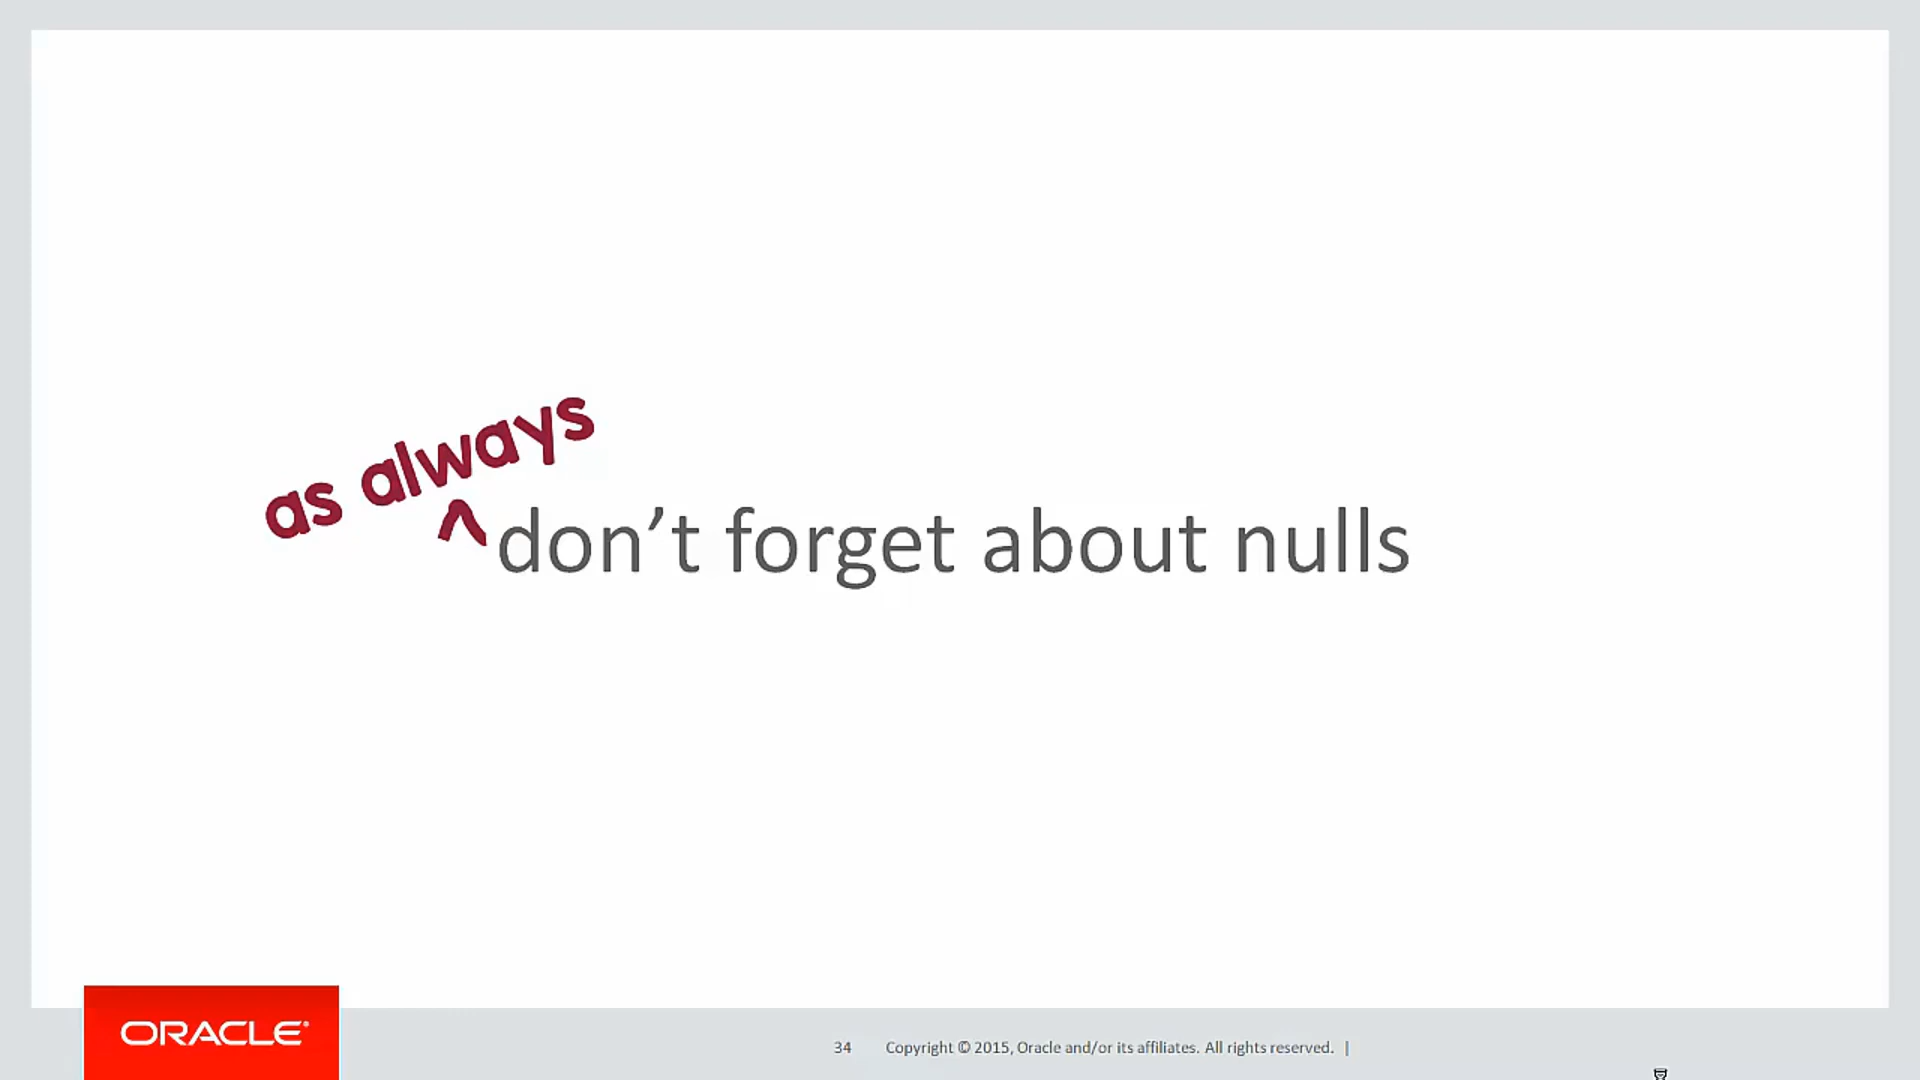 as always
^
don’t forget about nulls
ORACLE®
34 Copyright © 2015, Oracle and/or its affiliates. All rights reserved. |